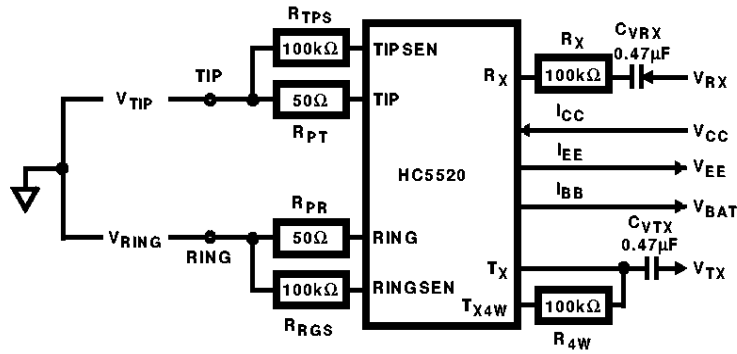 RTPS
100kΩ
TIPSEN
TIP
VTIP
50Ω
TIP
RPT
HC5520
RPR
VRING
50Ω
RING
RING
100kΩ
RINGSEN
RRGS
CVRX
RX
0.47µF
RX
100kΩ
VRX
ICC
VCC
IEE
VEE
IBB
VBAT
CVTX
0.47µF
TX
VTX
TX4W
100kΩ
R4W